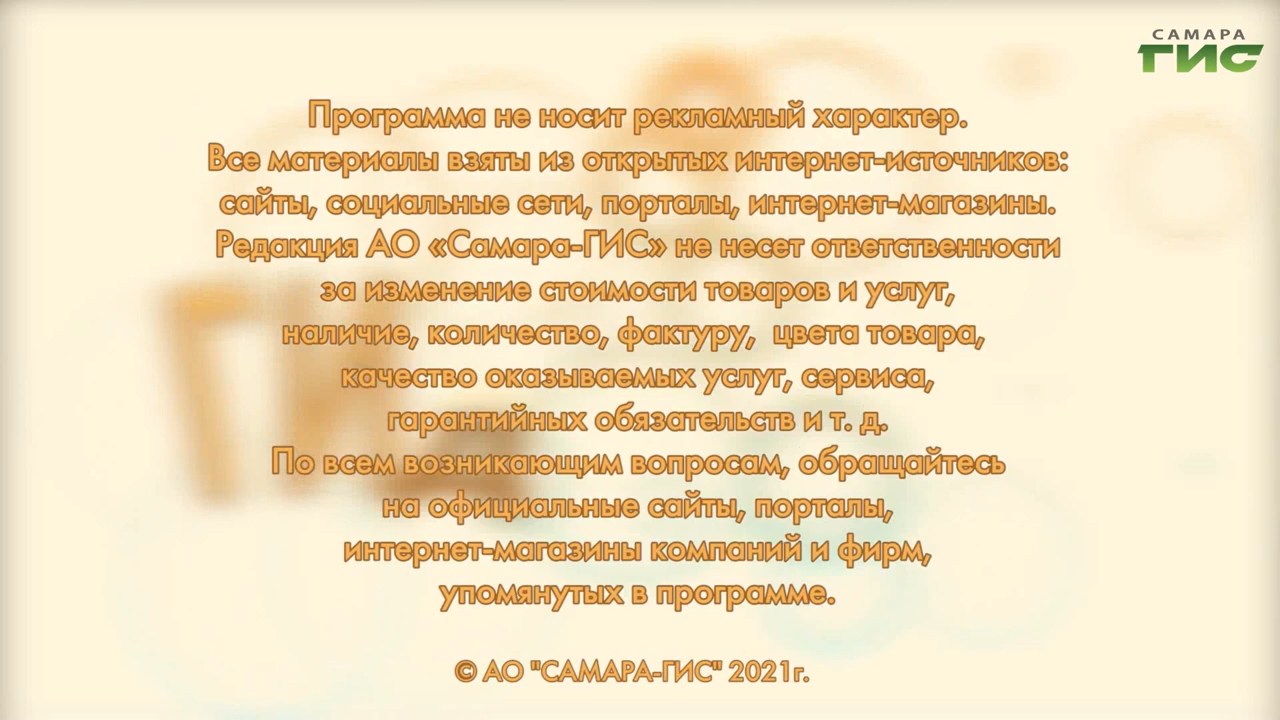 САМАРА
ГИС
Программа не носит рекламный характер.
Все материалы взяты из открытых интернет-источников:
сайты, социальные сети, порталы, интернет-магазины.
Редакция АО «Самара-ГИС» не несет ответственности
за изменение стоимости товаров и услуг,
наличие, количество, фактуру, цвета товара,
качество оказываемых услуг, сервиса,
гарантийных обязательств и т. д.
По всем возникающим вопросам, обращайтесь
на официальные сайты, порталы,
интернет-магазины компаний и фирм,
упомянутых в программе.
© АО "САМАРА-ГИС" 2021г.